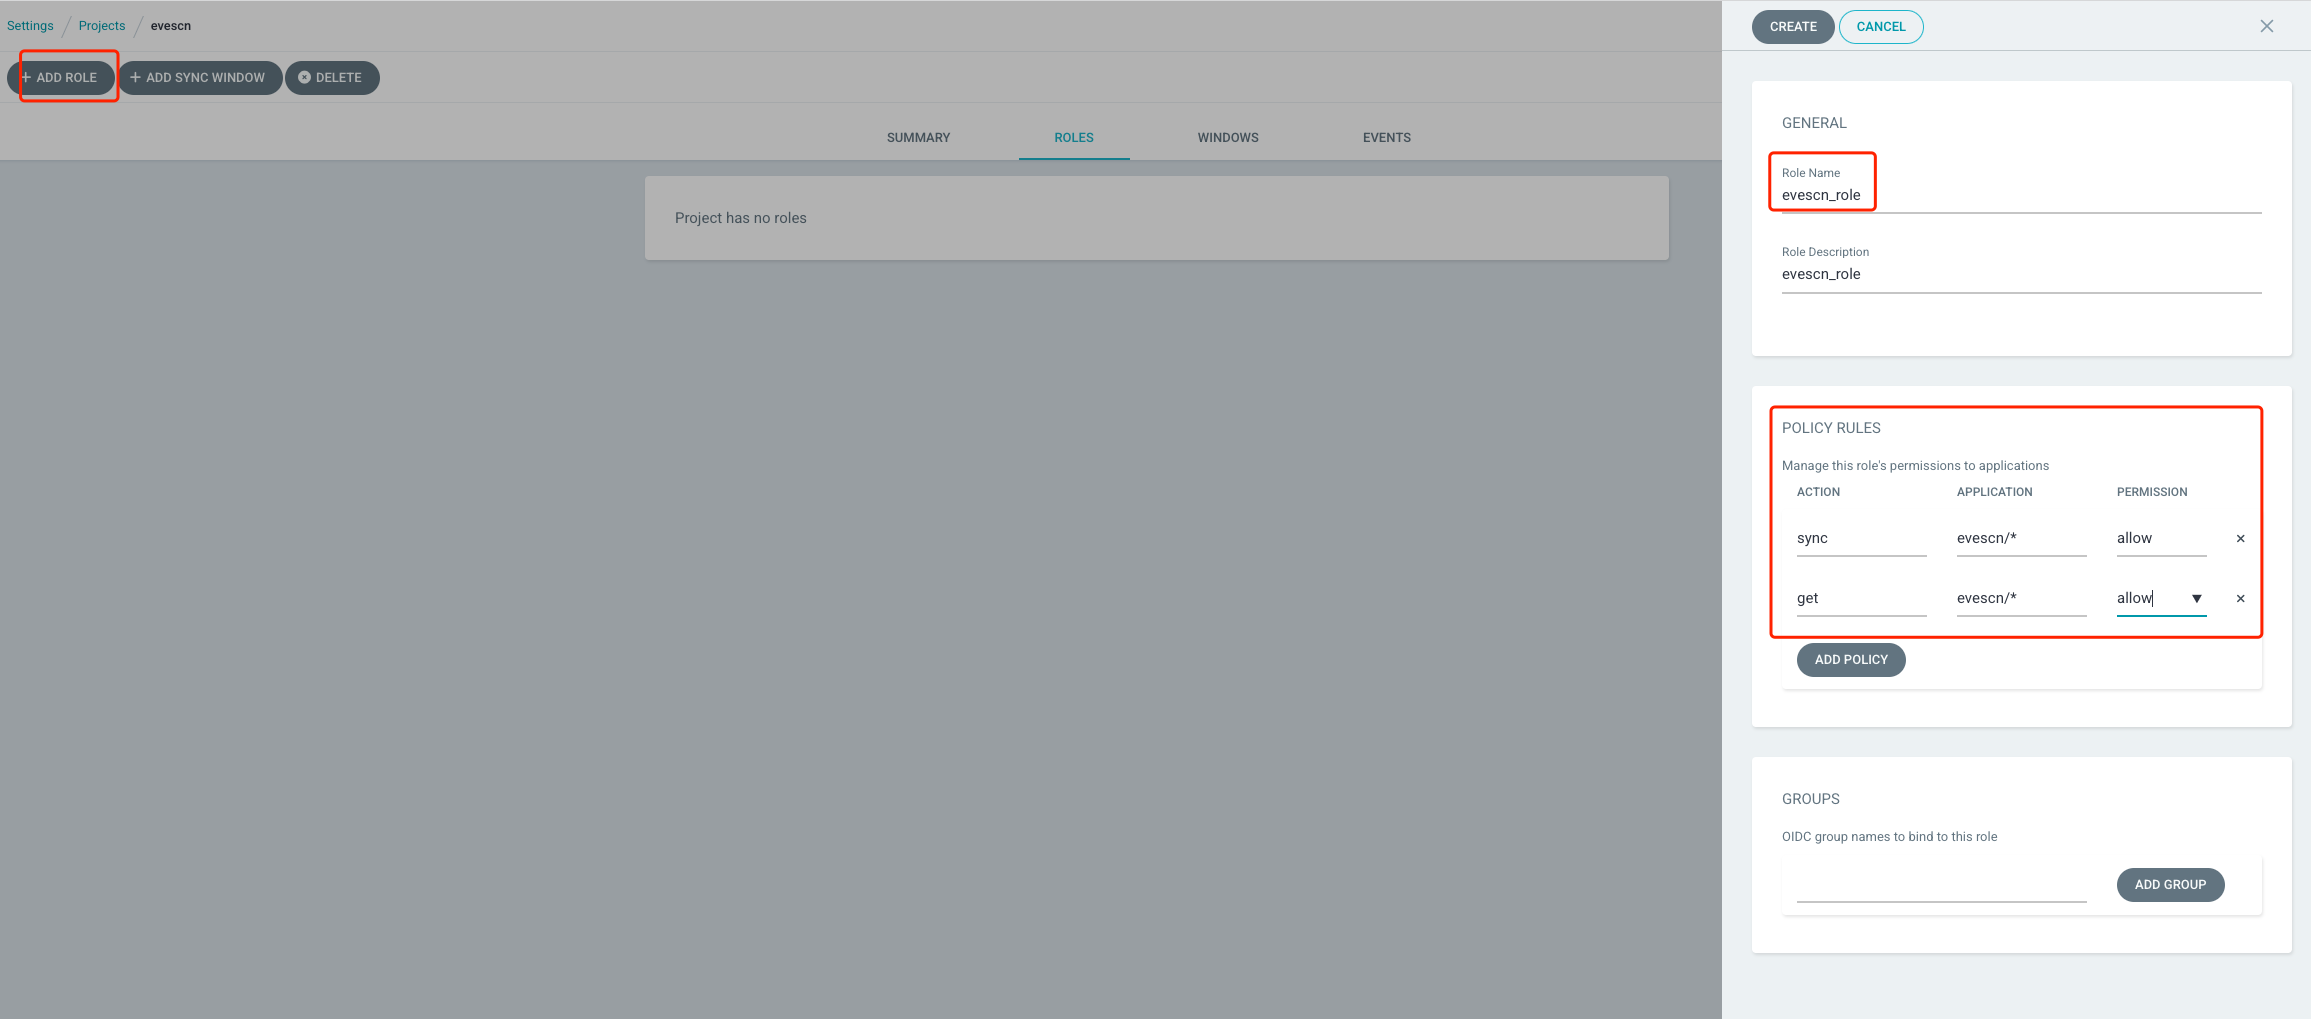 Settings / Projects / evescn
+ ADD ROLE + ADD SYNC WINDOW DELETE
SUMMARY ROLES WINDOWS EVENTS
Project has no roles
CREATE CANCEL
GENERAL
Role Name
evescn_role
Role Description
evescn_role
POLICY RULES
Manage this role's permissions to applications
ACTION APPLICATION PERMISSION
sync evescn/* allow ×
get evescn/* allow ▼ ×
ADD POLICY
GROUPS
OIDC group names to bind to this role
ADD GROUP